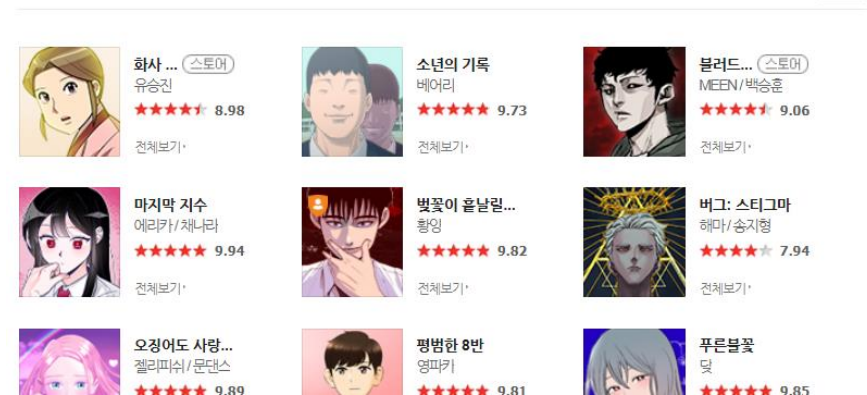 화사 ... 스토어
유승진
8.98
전체보기
소년의 기록
베어리
9.73
전체보기
블러드... 스토어
MEEN / 백승훈
9.06
전체보기
마지막 지수
에리카 / 채나라
9.94
전체보기
벚꽃이 흩날릴...
황잉
9.82
전체보기
버그: 스티그마
해마 / 송지형
7.94
전체보기
오징어도 사랑...
젤리피쉬 / 문댄스
9.89
평범한 8반
영파카
9.81
푸른불꽃
닻
9.85